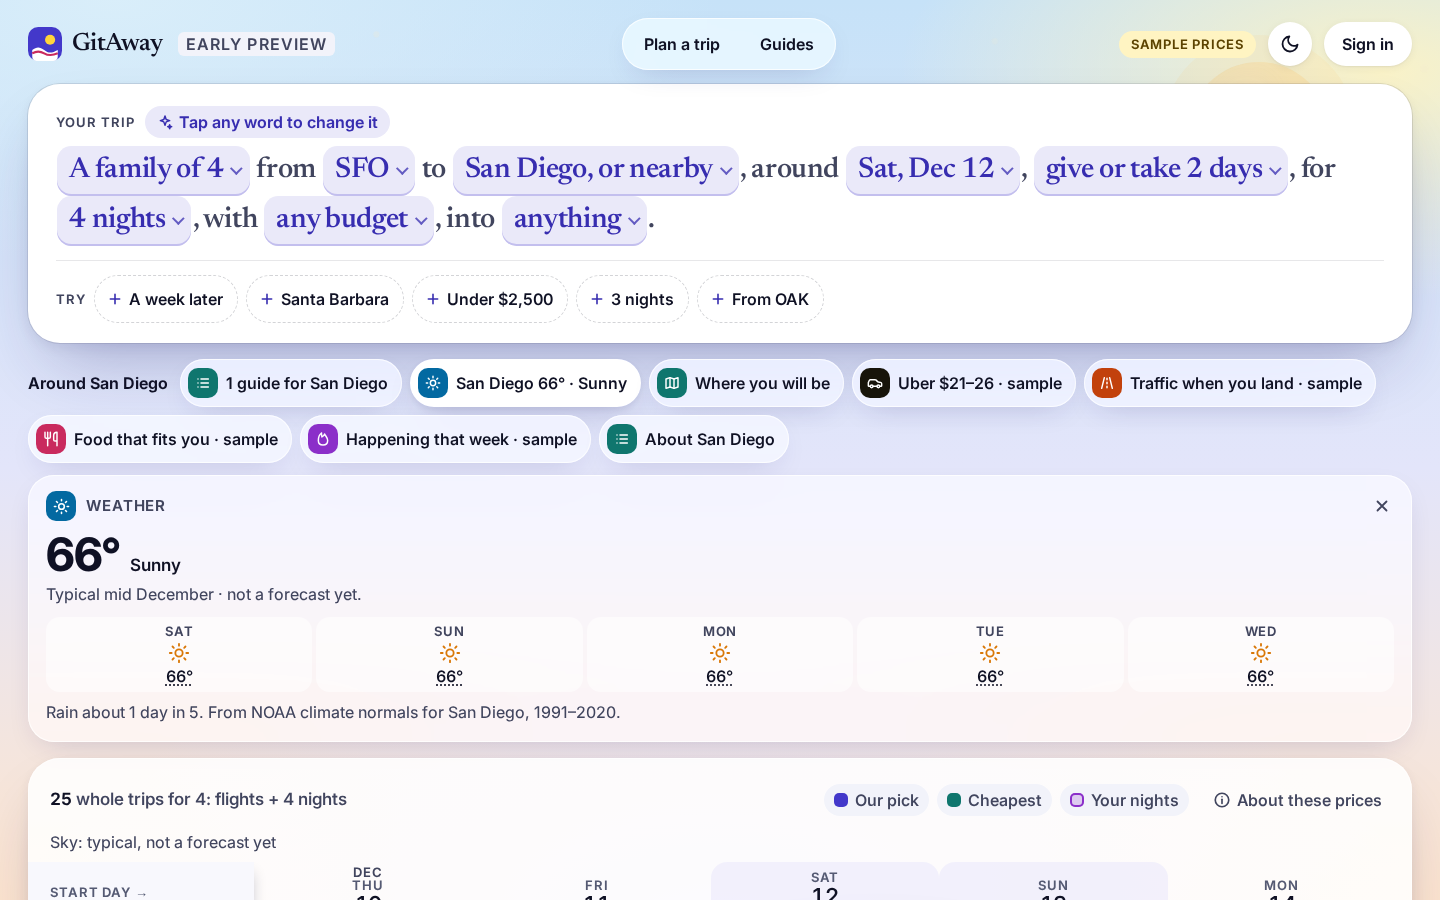 GitAway EARLY PREVIEW Plan a trip Guides SAMPLE PRICES Sign in
YOUR TRIP Tap any word to change it
A family of 4 from SFO to San Diego, or nearby, around Sat, Dec 12, give or take 2 days, for
4 nights, with any budget, into anything.
TRY + A week later + Santa Barbara + Under $2,500 + 3 nights + From OAK
Around San Diego 1 guide for San Diego San Diego 66° · Sunny Where you will be Uber $21–26 · sample Traffic when you land · sample
Food that fits you · sample Happening that week · sample About San Diego
WEATHER
66° Sunny
Typical mid December · not a forecast yet.
SAT SUN MON TUE WED
66° 66° 66° 66° 66°
Rain about 1 day in 5. From NOAA climate normals for San Diego, 1991–2020.
25 whole trips for 4: flights + 4 nights Our pick Cheapest Your nights About these prices
Sky: typical, not a forecast yet
START DAY → DEC
THU FRI SAT SUN MON
12